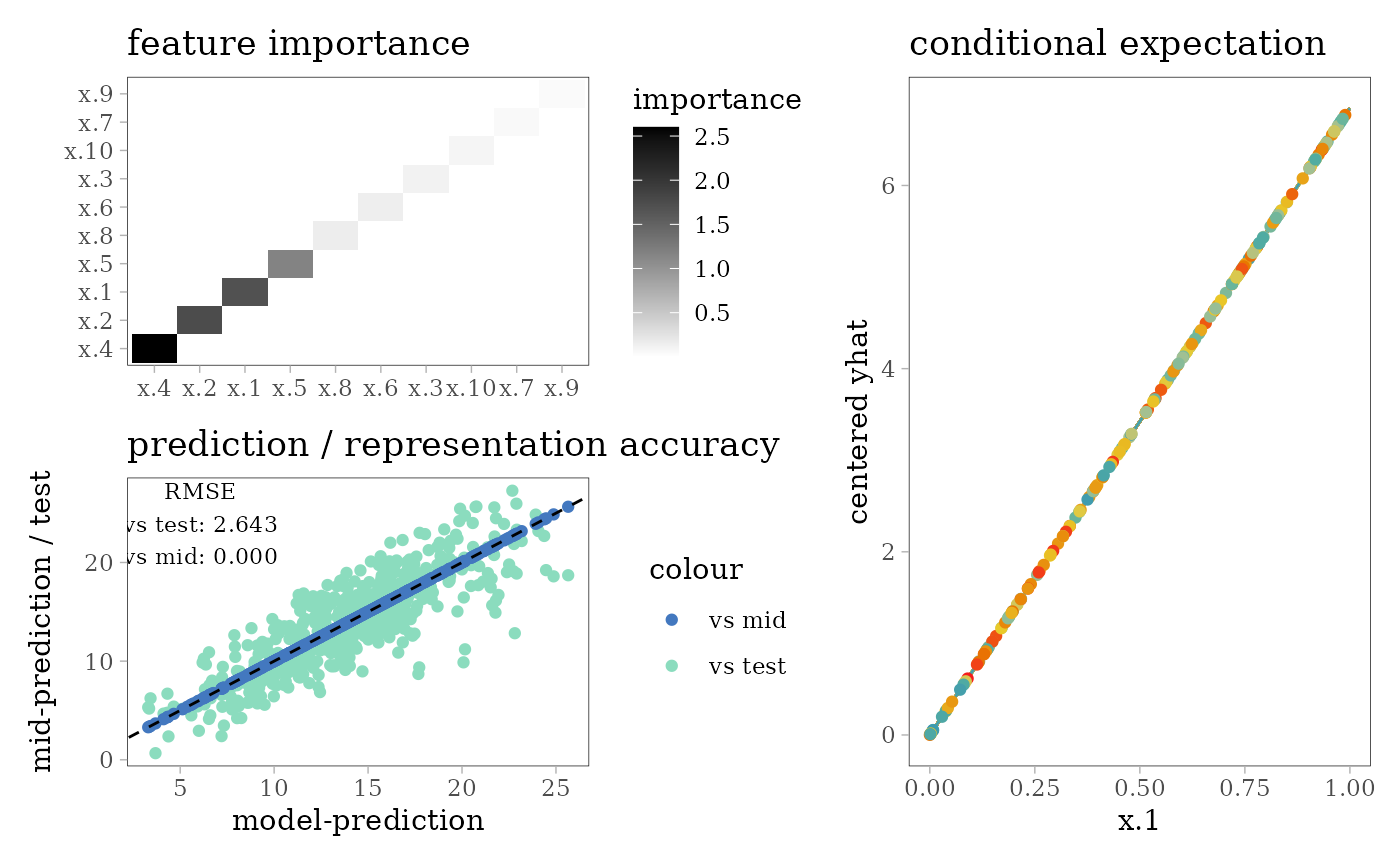 feature importance
x.9
x.7
x.10
x.3
x.6
x.8
x.5
x.1
x.2
x.4
x.4 x.2 x.1 x.5 x.8 x.6 x.3 x.10 x.7 x.9
importance
2.5
2.0
1.5
1.0
0.5
prediction / representation accuracy
mid-prediction / test
RMSE
vs test: 2.643
vs mid: 0.000
20
10
0
5 10 15 20 25
model-prediction
colour
vs mid
vs test
conditional expectation
centered yhat
6
4
2
0
0.00 0.25 0.50 0.75 1.00
x.1